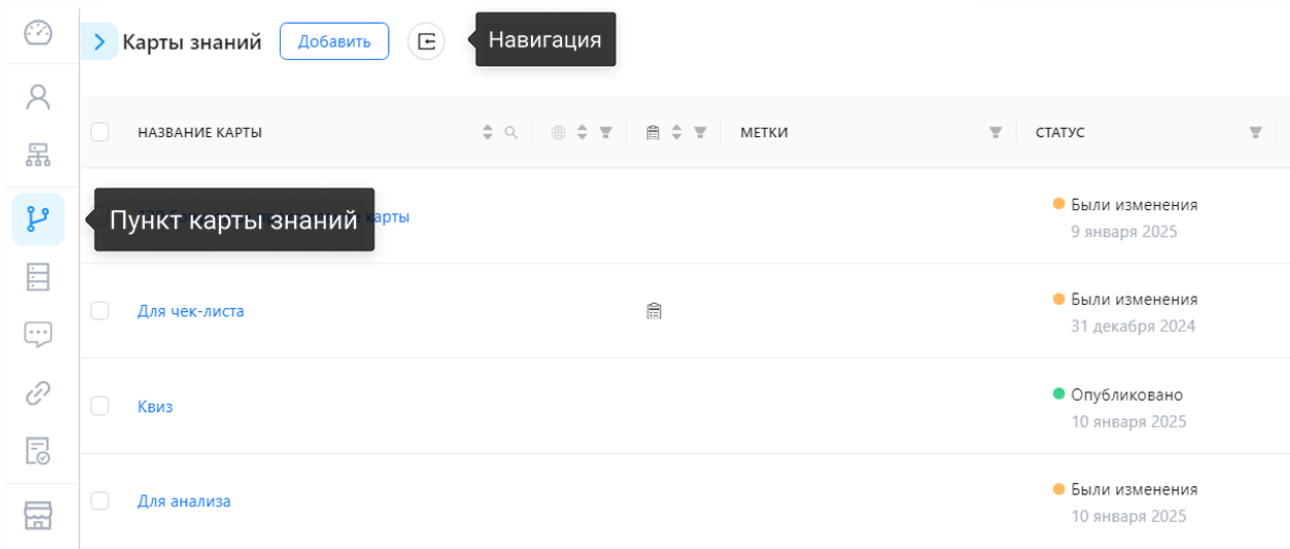 Карты знаний Добавить Навигация
НАЗВАНИЕ КАРТЫ МЕТКИ СТАТУС
Пункт карты знаний карты
Были изменения
9 января 2025
Для чек-листа Были изменения
31 декабря 2024
Квиз Опубликовано
10 января 2025
Для анализа Были изменения
10 января 2025